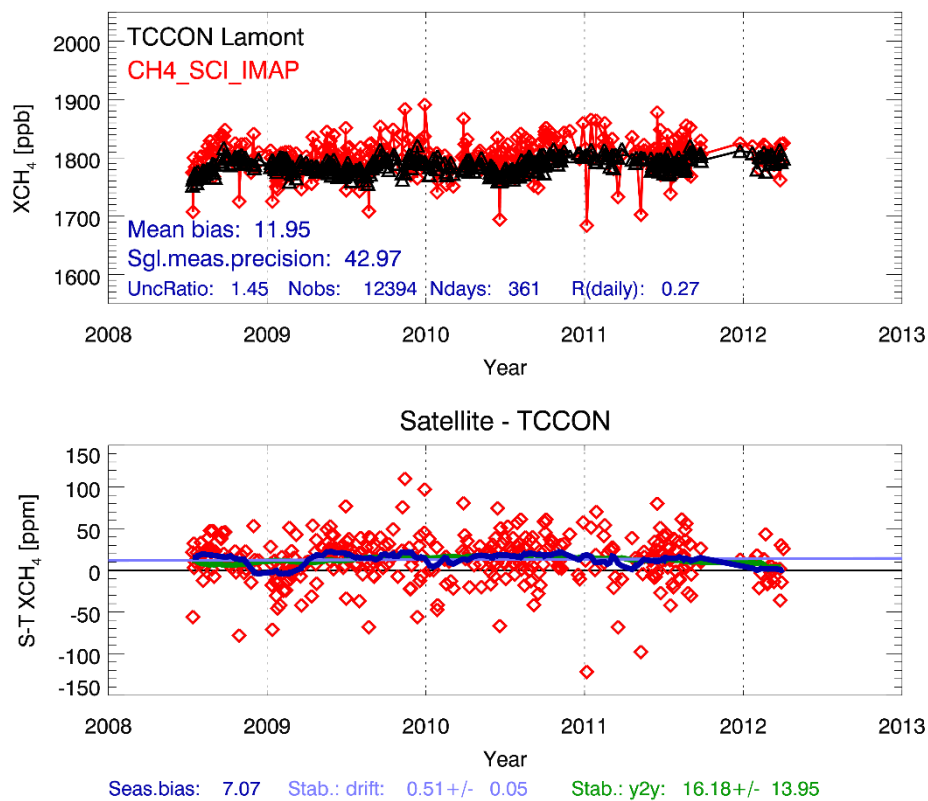 2000
TCCON Lamont
CH4_SCI_IMAP
1900
1800
1700
1600
XCH4 [ppb]
Mean bias: 11.95
Sgl.meas.precision: 42.97
UncRatio: 1.45 Nobs: 12394 Ndays: 361 R(daily): 0.27
2008 2009 2010 2011 2012 2013
Year
Satellite - TCCON
150
100
50
0
-50
-100
-150
S-T XCH4 [ppm]
2008 2009 2010 2011 2012 2013
Year
Seas.bias: 7.07 Stab.: drift: 0.51+/- 0.05 Stab.: y2y: 16.18+/- 13.95